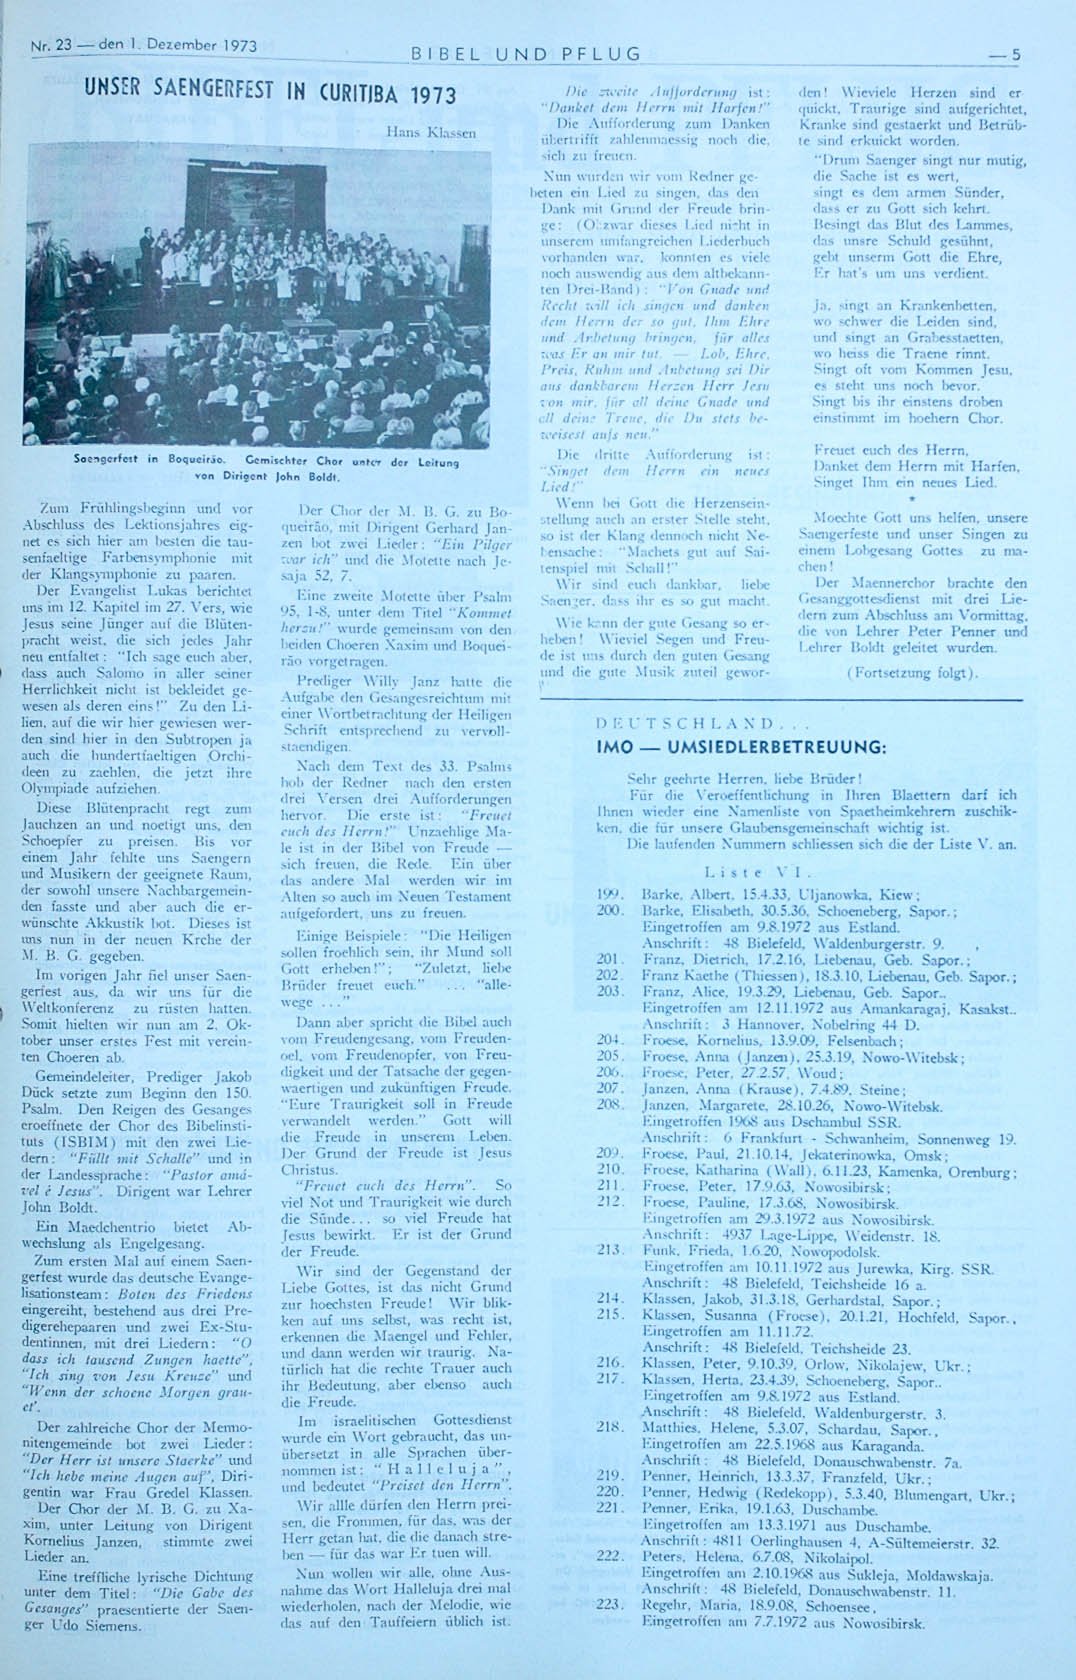 Nr. 23 — den 1. Dezember 1973
BIBEL UND PFLUG
— 5
UNSER SAENGERFEST IN CURITIBA 1973
Hans Klassen
Saengerfest in Boqueirão. Gemischter Chor unter der Leitung
von Dirigent John Boldt.
Zum Frühlingsbeginn und vor
Abschluss des Lektionsjahres eig-
net es sich hier am besten die tau-
senfaeltige Farbensymphonie mit
der Klangsymphonie zu paaren.
Der Evangelist Lukas berichtet
uns im 12. Kapitel im 27. Vers, wie
Jesus seine Jünger auf die Blüten-
pracht weist, die sich jedes Jahr
neu entfaltet: "Ich sage euch aber,
dass auch Salomo in aller seiner
Herrlichkeit nicht ist bekleidet ge-
wesen als deren eins!" Zu den Li-
lien, auf die wir hier gewiesen wer-
den sind hier in den Subtropen ja
auch die hundertfaeltigen Orchi-
deen zu zaehlen, die jetzt ihre
Olympiade aufziehen.
Diese Blütenpracht regt zum
Jauchzen an und noetigt uns, den
Schoepfer zu preisen. Bis vor
einem Jahr fehlte uns Saengern
und Musikern der geeignete Raum,
der sowohl unsere Nachbargemein-
den fasste und aber auch die er-
wünschte Akkustik bot. Dieses ist
uns nun in der neuen Krche der
M. B. G. gegeben.
Im vorigen Jahr fiel unser Saen-
gerfest aus, da wir uns für die
Weltkonferenz zu rüsten hatten.
Somit hielten wir nun am 2. Ok-
tober unser erstes Fest mit verein-
ten Choeren ab.
Gemeindeleiter, Prediger Jakob
Dück setzte zum Beginn den 150.
Psalm. Den Reigen des Gesanges
eroeffnete der Chor des Bibelinsti-
tuts (ISBIM) mit den zwei Lie-
dern: "Füllt mit Schalle" und in
der Landessprache: "Pastor amá-
vel é Jesus". Dirigent war Lehrer
John Boldt.
Ein Maedchentrio bietet Ab-
wechslung als Engelgesang.
Zum ersten Mal auf einem Saen-
gerfest wurde das deutsche Evange-
lisationsteam: Boten des Friedens
eingereiht, bestehend aus drei Pre-
digerehepaaren und zwei Ex-Stu-
dentinnen, mit drei Liedern: "O
dass ich tausend Zungen haette",
"Ich sing von Jesu Kreuze" und
"Wenn der schoene Morgen grau-
et'.
Der zahlreiche Chor der Menno-
nitengemeinde bot zwei Lieder:
"Der Herr ist unsere Staerke" und
"Ich hebe meine Augen auf", Diri-
gentin war Frau Gredel Klassen.
Der Chor der M. B. G. zu Xa-
xim, unter Leitung von Dirigent
Kornelius Janzen, stimmte zwei
Lieder an.
Eine treffliche lyrische Dichtung
unter dem Titel: "Die Gabe des
Gesanges" praesentierte der Saen-
ger Udo Siemens.
Der Chor der M. B. G. zu Bo-
queirão, mit Dirigent Gerhard Jan-
zen bot zwei Lieder: "Ein Pilger
war ich" und die Motette nach Je-
saja 52, 7.
Eine zweite Motette über Psalm
95, 1-8, unter dem Titel "Kommet
herzu!" wurde gemeinsam von den
beiden Choeren Xaxim und Boquei-
rão vorgetragen.
Prediger Willy Janz hatte die
Aufgabe den Gesangesreichtum mit
einer Wortbetrachtung der Heiligen
Schrift entsprechend zu vervoll-
staendigen.
Nach dem Text des 33. Psalms
hob der Redner nach den ersten
drei Versen drei Aufforderungen
hervor. Die erste ist: "Freuet
euch des Herrn!" Unzaehlige Ma-
le ist in der Bibel von Freude —
sich freuen, die Rede. Ein über
das andere Mal werden wir im
Alten so auch im Neuen Testament
aufgefordert, uns zu freuen.
Einige Beispiele: "Die Heiligen
sollen froehlich sein, ihr Mund soll
Gott erheben!"; "Zuletzt, liebe
Brüder freuet euch." ... "alle-
wege ..."
Dann aber spricht die Bibel auch
vom Freudengesang, vom Freuden-
oel, vom Freudenopfer, von Freu-
digkeit und der Tatsache der gegen-
waertigen und zukünftigen Freude.
"Eure Traurigkeit soll in Freude
verwandelt werden." Gott will
die Freude in unserem Leben.
Der Grund der Freude ist Jesus
Christus.
"Freuet euch des Herrn". So
viel Not und Traurigkeit wie durch
die Sünde... so viel Freude hat
Jesus bewirkt. Er ist der Grund
der Freude.
Wir sind der Gegenstand der
Liebe Gottes, ist das nicht Grund
zur hoechsten Freude! Wir blik-
ken auf uns selbst, was recht ist,
erkennen die Maengel und Fehler,
und dann werden wir traurig. Na-
türlich hat die rechte Trauer auch
ihr Bedeutung, aber ebenso auch
die Freude.
Im israelitischen Gottesdienst
wurde ein Wort gebraucht, das un-
übersetzt in alle Sprachen über-
nommen ist: "Halleluja",
und bedeutet "Preiset den Herrn".
Wir allle dürfen den Herrn prei-
sen, die Frommen, für das, was der
Herr getan hat, die die danach stre-
ben — für das war Er tuen will.
Nun wollen wir alle, ohne Aus-
nahme das Wort Halleluja drei mal
wiederholen, nach der Melodie, wie
das auf den Tauffeiern üblich ist.
Die zweite Aufforderung ist:
"Danket dem Herrn mit Harfen!"
Die Aufforderung zum Danken
übertrifft zahlenmaessig noch die,
sich zu freuen.
Nun wurden wir vom Redner ge-
beten ein Lied zu singen, das den
Dank mit Grund der Freude brin-
ge: (Obzwar dieses Lied nicht in
unserem umfangreichen Liederbuch
vorhanden war, konnten es viele
noch auswendig aus dem altbekann-
ten Drei-Band): "Von Gnade und
Recht will ich singen und danken
dem Herrn der so gut, Ihm Ehre
und Anbetung bringen, für alles
was Er an mir tut. — Lob, Ehre,
Preis, Ruhm und Anbetung sei Dir
aus dankbarem Herzen Herr Jesu
von mir, für all deine Gnade und
all deine Treue, die Du stets be-
weisest aufs neu."
Die dritte Aufforderung ist:
"Singet dem Herrn ein neues
Lied!"
Wenn bei Gott die Herzensein-
stellung auch an erster Stelle steht,
so ist der Klang dennoch nicht Ne-
bensache: "Machets gut auf Sai-
tenspiel mit Schall!"
Wir sind euch dankbar, liebe
Saenger, dass ihr es so gut macht.
Wie kann der gute Gesang so er-
heben! Wieviel Segen und Freu-
de ist uns durch den guten Gesang
und die gute Musik zuteil gewor-
den! Wieviele Herzen sind er
quickt, Traurige sind aufgerichtet,
Kranke sind gestaerkt und Betrüb-
te sind erkuickt worden.
"Drum Saenger singt nur mutig,
die Sache ist es wert,
singt es dem armen Sünder,
dass er zu Gott sich kehrt.
Besingt das Blut des Lammes,
das unsre Schuld gesühnt,
gebt unserm Gott die Ehre,
Er hat's um uns verdient.
Ja, singt an Krankenbetten,
wo schwer die Leiden sind,
und singt an Grabesstaetten,
wo heiss die Traene rinnt.
Singt oft vom Kommen Jesu,
es steht uns noch bevor.
Singt bis ihr einstens droben
einstimmt im hoehern Chor.
Freuet euch des Herrn,
Danket dem Herrn mit Harfen,
Singet Ihm ein neues Lied.
*
Moechte Gott uns helfen, unsere
Saengerfeste und unser Singen zu
einem Lobgesang Gottes zu ma-
chen!
Der Maennerchor brachte den
Gesanggottesdienst mit drei Lie-
dern zum Abschluss am Vormittag,
die von Lehrer Peter Penner und
Lehrer Boldt geleitet wurden.
(Fortsetzung folgt).
DEUTSCHLAND...
IMO — UMSIEDLERBETREUUNG:
Sehr geehrte Herren, liebe Brüder!
Für die Veroeffentlichung in Ihren Blaettern darf ich
Ihnen wieder eine Namenliste von Spaetheimkehrern zuschik-
ken, die für unsere Glaubensgemeinschaft wichtig ist.
Die laufenden Nummern schliessen sich die der Liste V. an.
Liste VI.
199. Barke, Albert, 15.4.33, Uljanowka, Kiew;
200. Barke, Elisabeth, 30.5.36, Schoeneberg, Sapor.;
Eingetroffen am 9.8.1972 aus Estland.
Anschrift: 48 Bielefeld, Waldenburgerstr. 9.
201. Franz, Dietrich, 17.2.16, Liebenau, Geb. Sapor.;
202. Franz Kaethe (Thiessen), 18.3.10, Liebenau, Geb. Sapor.;
203. Franz, Alice, 19.3.29, Liebenau, Geb. Sapor..
Eingetroffen am 12.11.1972 aus Amankaragaj, Kasakst..
Anschrift: 3 Hannover, Nobelring 44 D.
204. Froese, Kornelius, 13.9.09, Felsenbach;
205. Froese, Anna (Janzen), 25.3.19, Nowo-Witebsk;
206. Froese, Peter, 27.2.57, Woud;
207. Janzen, Anna (Krause), 7.4.89, Steine;
208. Janzen, Margarete, 28.10.26, Nowo-Witebsk.
Eingetroffen 1968 aus Dschambul SSR.
Anschrift: 6 Frankfurt - Schwanheim, Sonnenweg 19.
209. Froese, Paul, 21.10.14, Jekaterinowka, Omsk;
210. Froese, Katharina (Wall), 6.11.23, Kamenka, Orenburg;
211. Froese, Peter, 17.9.63, Nowosibirsk;
212. Froese, Pauline, 17.3.68, Nowosibirsk.
Eingetroffen am 29.3.1972 aus Nowosibirsk.
Anschrift: 4937 Lage-Lippe, Weidenstr. 18.
213. Funk, Frieda, 1.6.20, Nowopodolsk.
Eingetroffen am 10.11.1972 aus Jurewka, Kirg. SSR.
Anschrift: 48 Bielefeld, Teichsheide 16 a.
214. Klassen, Jakob, 31.3.18, Gerhardstal, Sapor.;
215. Klassen, Susanna (Froese), 20.1.21, Hochfeld, Sapor.,
Eingetroffen am 11.11.72.
Anschrift: 48 Bielefeld, Teichsheide 23.
216. Klassen, Peter, 9.10.39, Orlow, Nikolajew, Ukr.;
217. Klassen, Herta, 23.4.39, Schoeneberg, Sapor..
Eingetroffen am 9.8.1972 aus Estland.
Anschrift: 48 Bielefeld, Waldenburgerstr. 3.
218. Matthies, Helene, 5.3.07, Schardau, Sapor.,
Eingetroffen am 22.5.1968 aus Karaganda.
Anschrift: 48 Bielefeld, Donauschwabenstr. 7a.
219. Penner, Heinrich, 13.3.37, Franzfeld, Ukr.;
220. Penner, Hedwig (Redekopp), 5.3.40, Blumengart, Ukr.;
221. Penner, Erika, 19.1.63, Duschambe.
Eingetroffen am 13.3.1971 aus Duschambe.
Anschrift: 4811 Oerlinghausen 4, A-Sültemeierstr. 32.
222. Peters, Helena, 6.7.08, Nikolaipol.
Eingetroffen am 2.10.1968 aus Sukleja, Moldawskaja.
Anschrift: 48 Bielefeld, Donauschwabenstr. 11.
223. Regehr, Maria, 18.9.08, Schoensee,
Eingetroffen am 7.7.1972 aus Nowosibirsk.